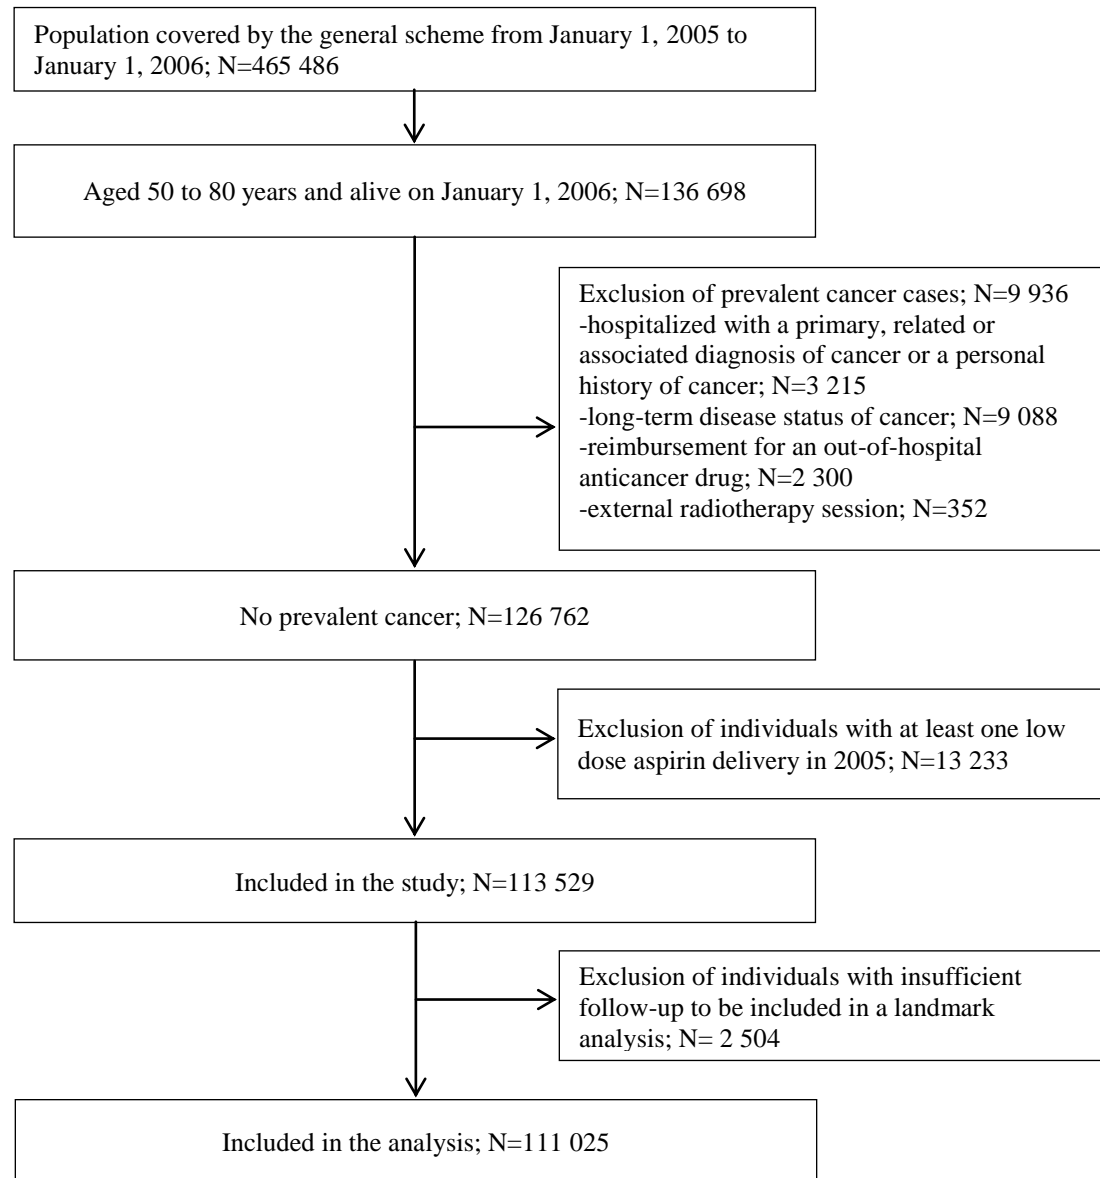 Population covered by the general scheme from January 1, 2005 to
January 1, 2006; N=465 486
Aged 50 to 80 years and alive on January 1, 2006; N=136 698
Exclusion of prevalent cancer cases; N=9 936
-hospitalized with a primary, related or
associated diagnosis of cancer or a personal
history of cancer; N=3 215
-long-term disease status of cancer; N=9 088
-reimbursement for an out-of-hospital
anticancer drug; N=2 300
-external radiotherapy session; N=352
No prevalent cancer; N=126 762
Exclusion of individuals with at least one low
dose aspirin delivery in 2005; N=13 233
Included in the study; N=113 529
Exclusion of individuals with insufficient
follow-up to be included in a landmark
analysis; N= 2 504
Included in the analysis; N=111 025